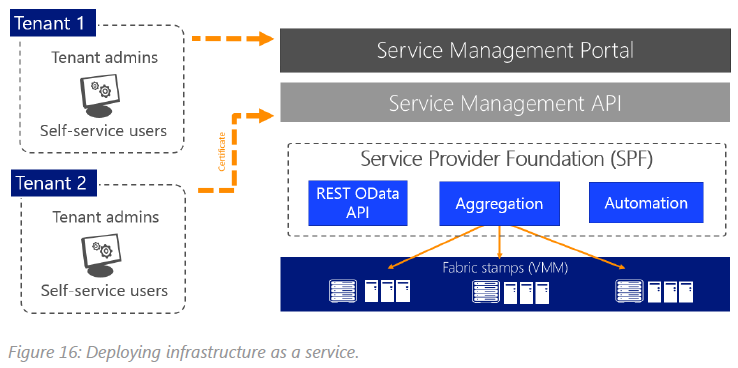 Tenant 1
Tenant admins
Self-service users
Tenant 2
Tenant admins
Self-service users
Certificate
Service Management Portal
Service Management API
Service Provider Foundation (SPF)
REST OData
API
Aggregation
Automation
Fabric stamps (VMM)
Figure 16: Deploying infrastructure as a service.